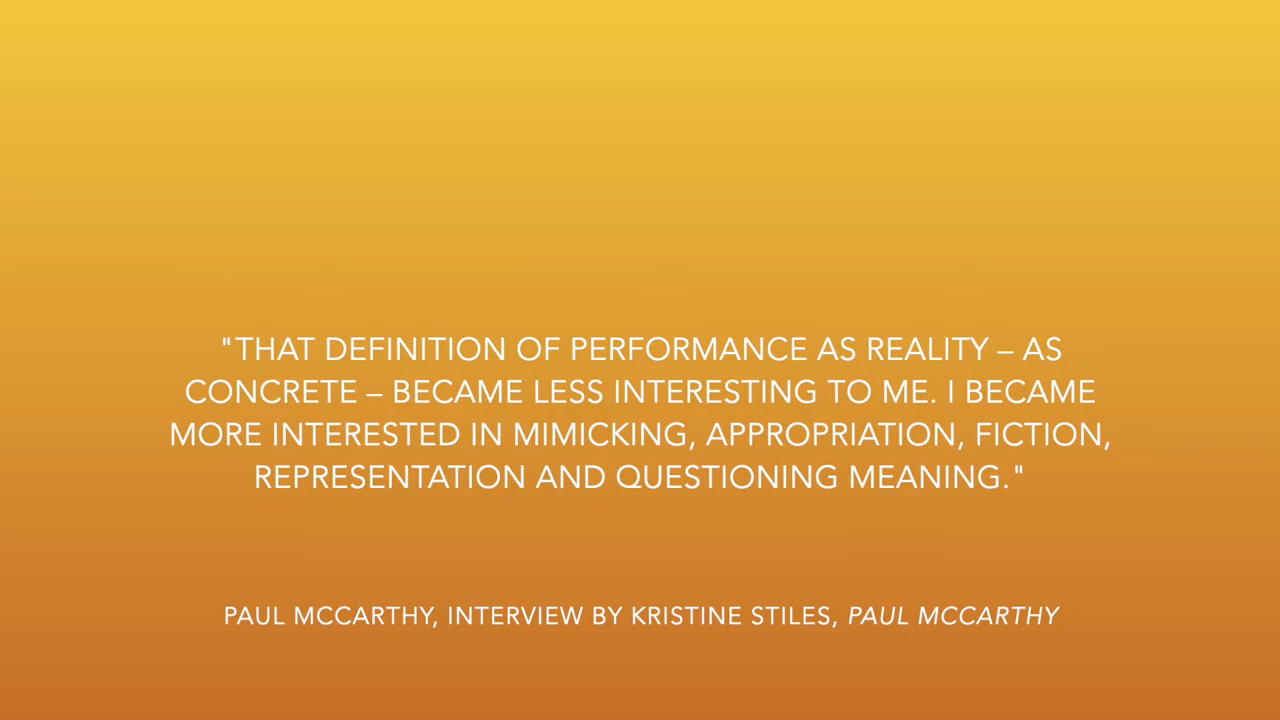 "THAT DEFINITION OF PERFORMANCE AS REALITY – AS
CONCRETE – BECAME LESS INTERESTING TO ME. I BECAME
MORE INTERESTED IN MIMICKING, APPROPRIATION, FICTION,
REPRESENTATION AND QUESTIONING MEANING."
PAUL MCCARTHY, INTERVIEW BY KRISTINE STILES, PAUL MCCARTHY